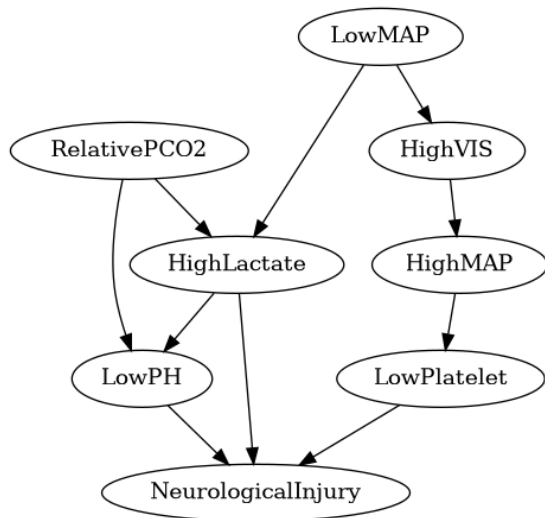 LowMAP
RelativePCO2
HighVIS
HighLactate
HighMAP
LowPH
LowPlatelet
NeurologicalInjury